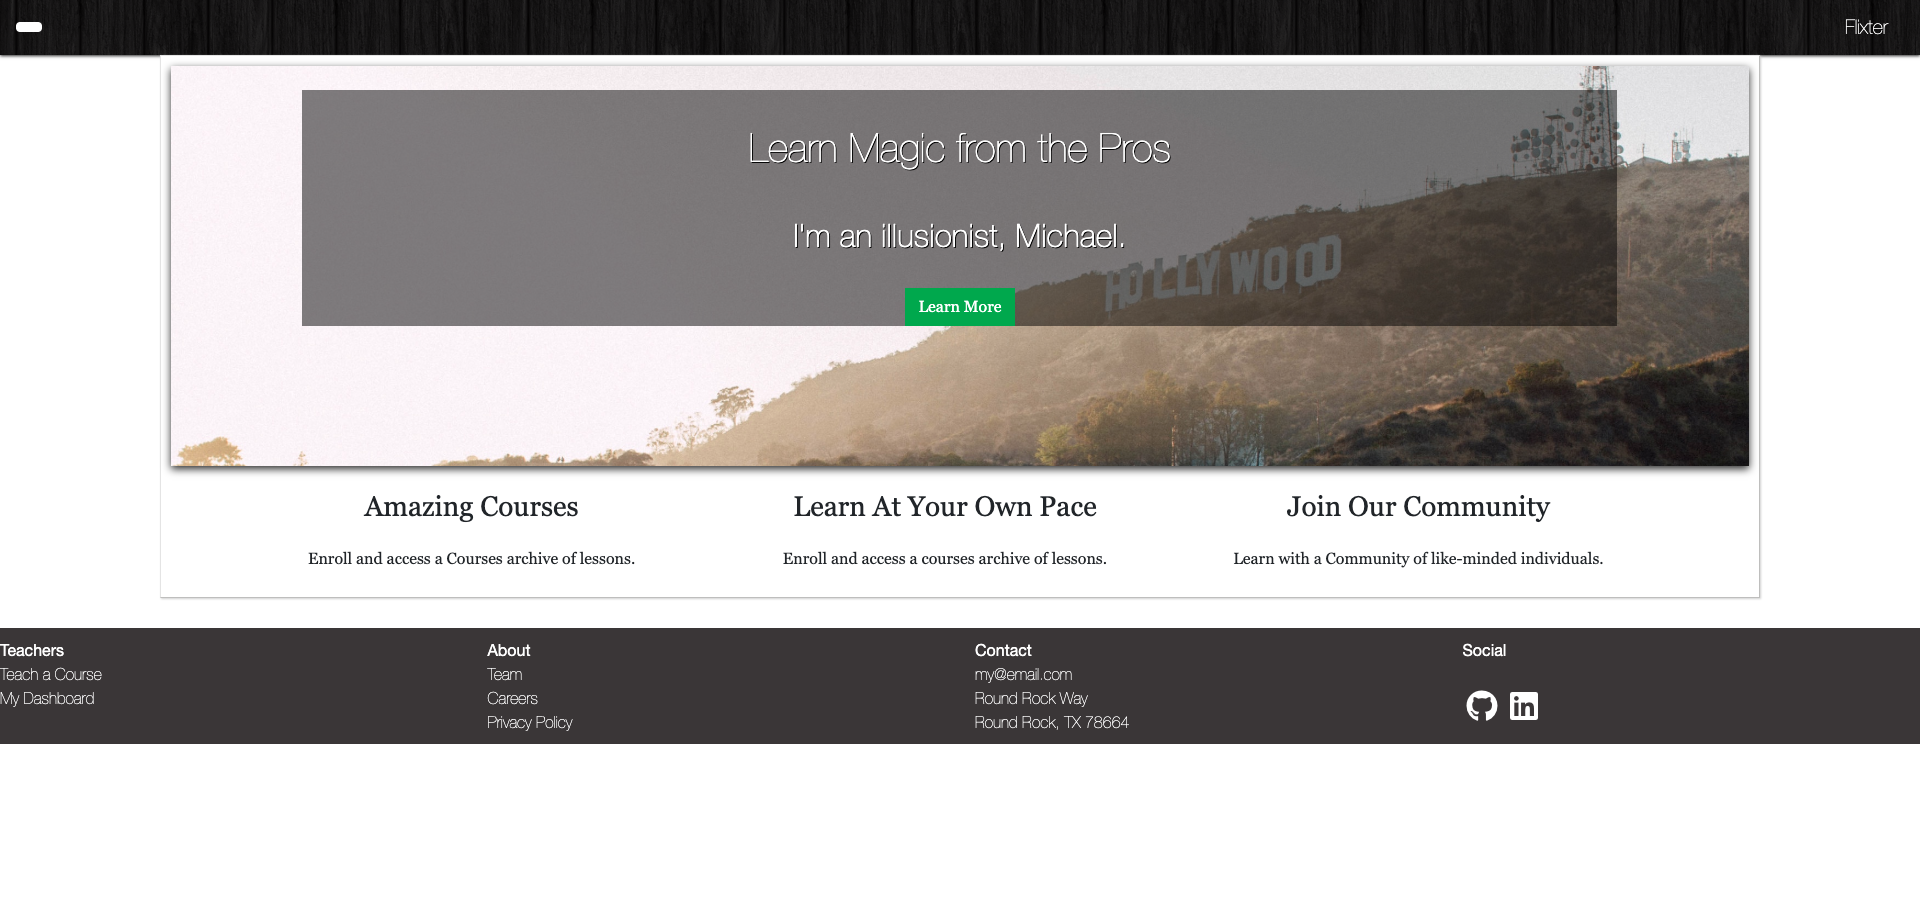 Flixter
Learn Magic from the Pros
I'm an illusionist, Michael.
HOLLYWOOD
Learn More
Amazing Courses
Enroll and access a Courses archive of lessons.
Learn At Your Own Pace
Enroll and access a courses archive of lessons.
Join Our Community
Learn with a Community of like-minded individuals.
Teachers
Teach a Course
My Dashboard
About
Team
Careers
Privacy Policy
Contact
my@email.com
Round Rock Way
Round Rock, TX 78664
Social
in